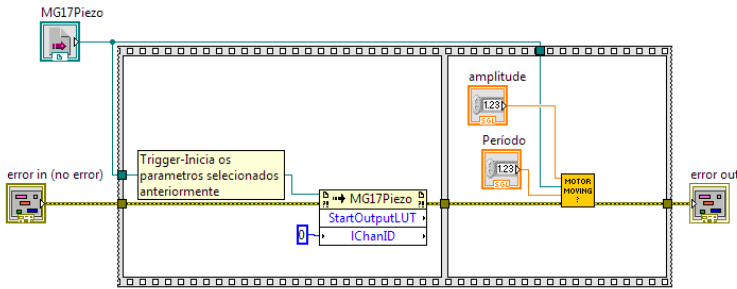 MG17Piezo
amplitude
1.23
SGL
Período
1.23
SGL
error in (no error)
Trigger-Inicia os
parametros selecionados
anteriormente
MG17Piezo
StartOutputLUT
0
IChanID
MOTOR
MOVING
?
error out